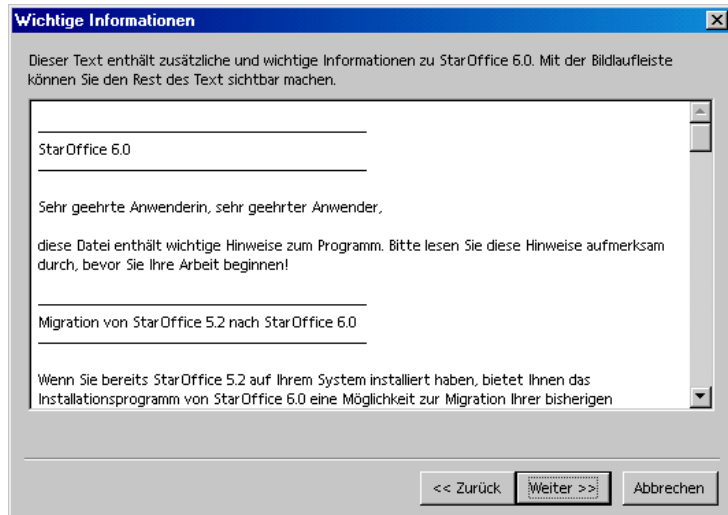 Wichtige Informationen
Dieser Text enthält zusätzliche und wichtige Informationen zu StarOffice 6.0. Mit der Bildlaufleiste
können Sie den Rest des Text sichtbar machen.
StarOffice 6.0
Sehr geehrte Anwenderin, sehr geehrter Anwender,
diese Datei enthält wichtige Hinweise zum Programm. Bitte lesen Sie diese Hinweise aufmerksam
durch, bevor Sie Ihre Arbeit beginnen!
Migration von StarOffice 5.2 nach StarOffice 6.0
Wenn Sie bereits StarOffice 5.2 auf Ihrem System installiert haben, bietet Ihnen das
Installationsprogramm von StarOffice 6.0 eine Möglichkeit zur Migration Ihrer bisherigen
<< Zurück Weiter >> Abbrechen